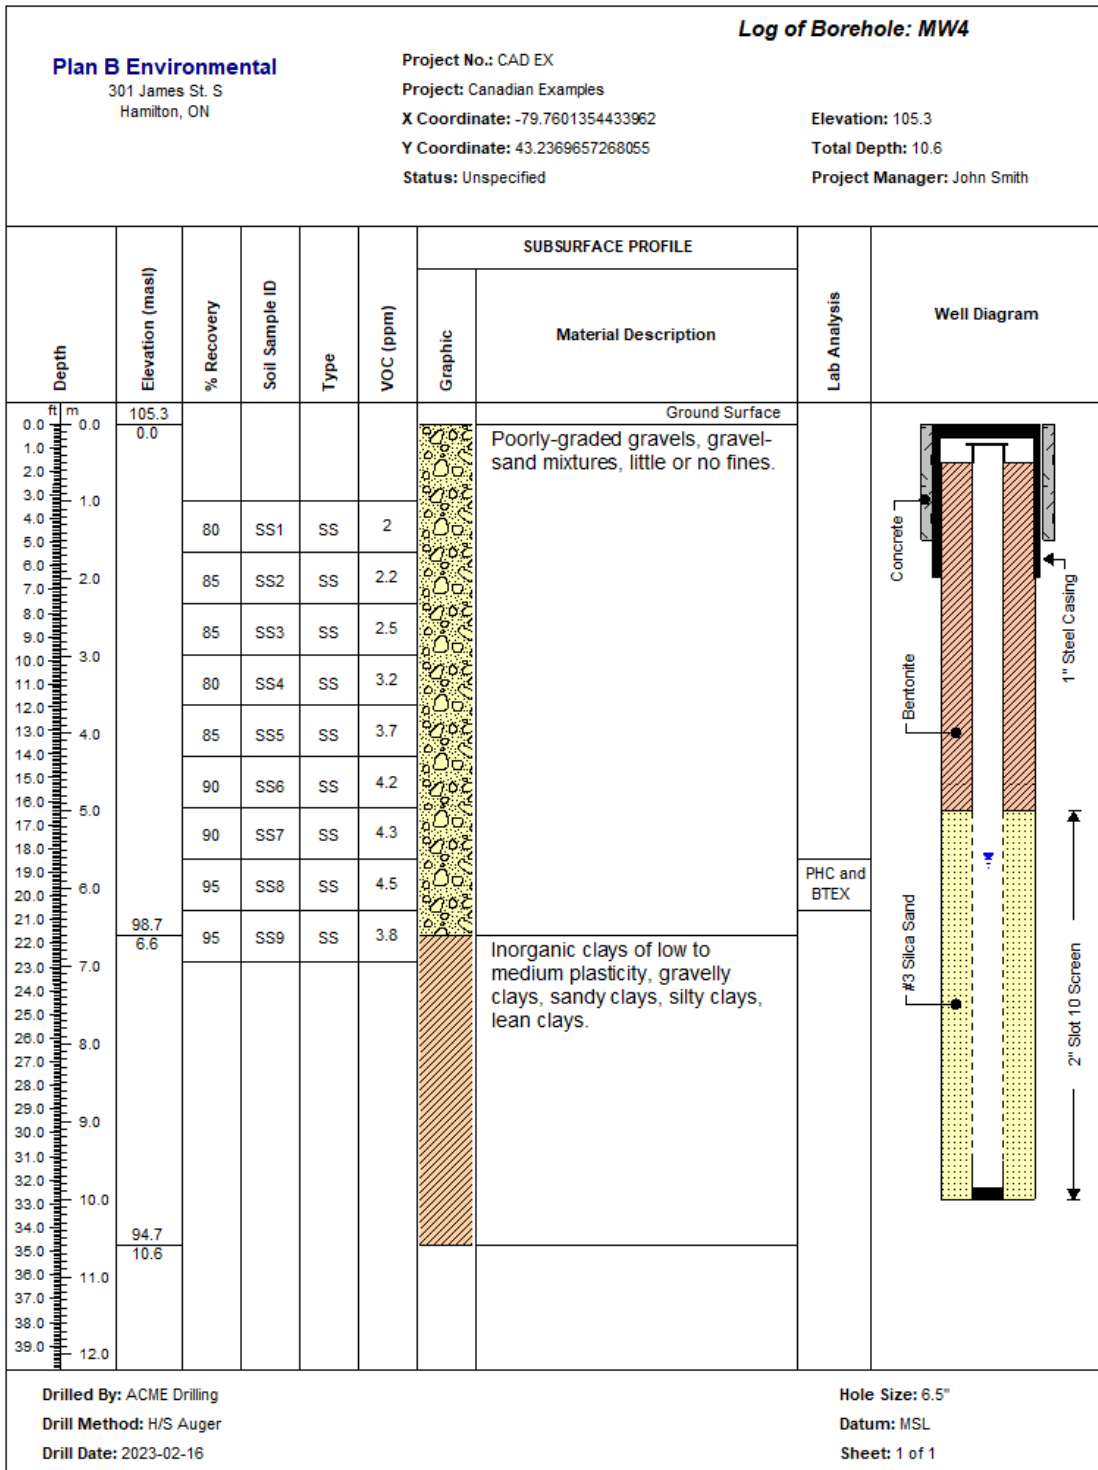 Log of Borehole: MW4
Plan B Environmental
301 James St. S
Hamilton, ON
Project No.: CAD EX
Project: Canadian Examples
X Coordinate: -79.7601354433962
Y Coordinate: 43.2369657268055
Status: Unspecified
Elevation: 105.3
Total Depth: 10.6
Project Manager: John Smith
SUBSURFACE PROFILE
Depth
Elevation (masl)
% Recovery
Soil Sample ID
Type
VOC (ppm)
Graphic
Material Description
Lab Analysis
Well Diagram
ft m
0.0 0.0
1.0
2.0
3.0 1.0
4.0
5.0
6.0
7.0 2.0
8.0
9.0
10.0 3.0
11.0
12.0
13.0 4.0
14.0
15.0
16.0 5.0
17.0
18.0
19.0
20.0 6.0
21.0
22.0
23.0 7.0
24.0
25.0
26.0 8.0
27.0
28.0
29.0
30.0 9.0
31.0
32.0
33.0 10.0
34.0
35.0
36.0 11.0
37.0
38.0
39.0 12.0
105.3
0.0
98.7
6.6
94.7
10.6
80 SS1 SS 2
85 SS2 SS 2.2
85 SS3 SS 2.5
80 SS4 SS 3.2
85 SS5 SS 3.7
90 SS6 SS 4.2
90 SS7 SS 4.3
95 SS8 SS 4.5
95 SS9 SS 3.8
Ground Surface
Poorly-graded gravels, gravel-
sand mixtures, little or no fines.
Inorganic clays of low to
medium plasticity, gravelly
clays, sandy clays, silty clays,
lean clays.
PHC and
BTEX
Concrete
1" Steel Casing
Bentonite
#3 Silca Sand
2" Slot 10 Screen
Drilled By: ACME Drilling
Drill Method: H/S Auger
Drill Date: 2023-02-16
Hole Size: 6.5"
Datum: MSL
Sheet: 1 of 1